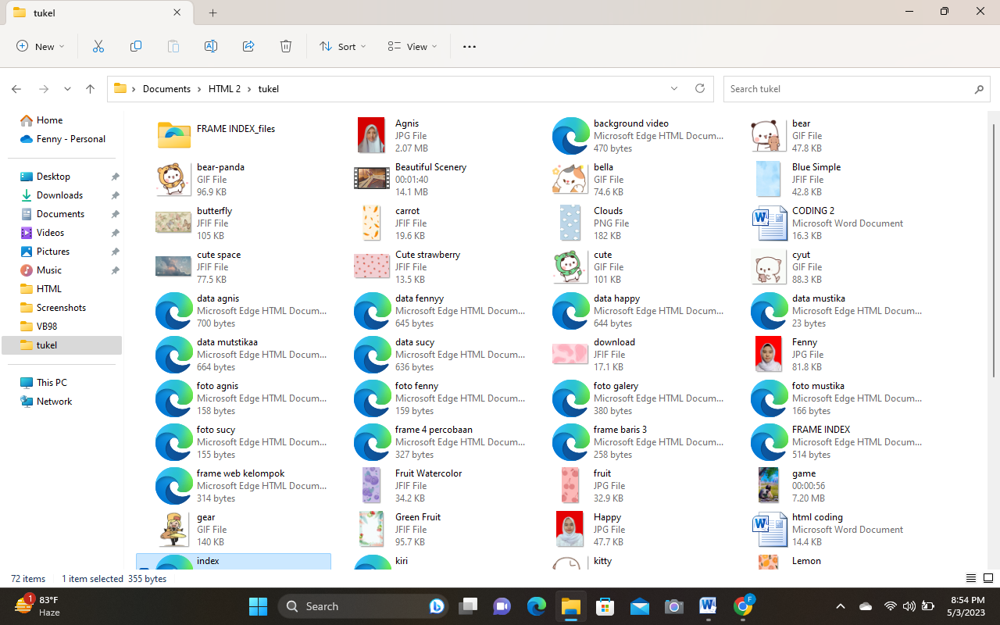 tukel
New
Sort
View
Documents
HTML 2
tukel
Search tukel
Home
Fenny - Personal
Desktop
Downloads
Documents
Videos
Pictures
Music
HTML
Screenshots
VB98
tukel
This PC
Network
FRAME INDEX_files
Agnis
JPG File
2.07 MB
background video
Microsoft Edge HTML Docum...
470 bytes
bear
GIF File
47.8 KB
bear-panda
GIF File
96.9 KB
Beautiful Scenery
00:01:40
14.1 MB
bella
GIF File
74.6 KB
Blue Simple
JFIF File
42.8 KB
butterfly
JFIF File
105 KB
carrot
JFIF File
19.6 KB
Clouds
PNG File
182 KB
CODING 2
Microsoft Word Document
16.3 KB
cute space
JFIF File
77.5 KB
Cute strawberry
JFIF File
13.5 KB
cute
GIF File
101 KB
cyut
GIF File
88.3 KB
data agnis
Microsoft Edge HTML Docum...
700 bytes
data fennyy
Microsoft Edge HTML Docum...
645 bytes
data happy
Microsoft Edge HTML Docum...
644 bytes
data mustika
Microsoft Edge HTML Docum...
23 bytes
data mutstikaa
Microsoft Edge HTML Docum...
664 bytes
data sucy
Microsoft Edge HTML Docum...
636 bytes
download
JFIF File
17.1 KB
Fenny
JPG File
81.8 KB
foto agnis
Microsoft Edge HTML Docum...
158 bytes
foto fenny
Microsoft Edge HTML Docum...
159 bytes
foto galery
Microsoft Edge HTML Docum...
380 bytes
foto mustika
Microsoft Edge HTML Docum...
166 bytes
foto sucy
Microsoft Edge HTML Docum...
155 bytes
frame 4 percobaan
Microsoft Edge HTML Docum...
327 bytes
frame baris 3
Microsoft Edge HTML Docum...
258 bytes
FRAME INDEX
Microsoft Edge HTML Docum...
514 bytes
frame web kelompok
Microsoft Edge HTML Docum...
314 bytes
Fruit Watercolor
JFIF File
34.2 KB
fruit
JPG File
32.9 KB
game
00:00:56
7.20 MB
gear
GIF File
140 KB
Green Fruit
JFIF File
95.7 KB
Happy
JPG File
47.7 KB
html coding
Microsoft Word Document
14.4 KB
index
kiri
kitty
Lemon
72 items
1 item selected 355 bytes
1
83°F
Haze
Search
F
8:54 PM
5/3/2023